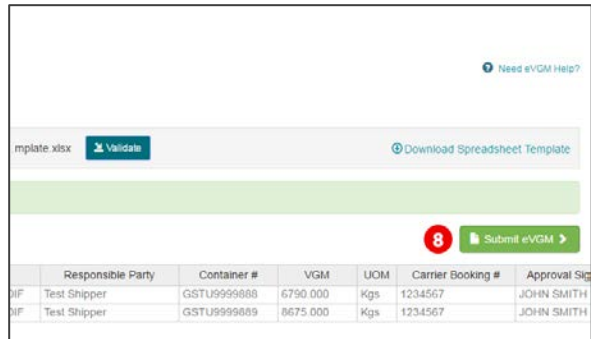 Need eVGM Help?
mplate.xlsx Validate Download Spreadsheet Template
8 Submit eVGM
Responsible Party Container # VGM UOM Carrier Booking # Approval Sig
DIF Test Shipper GSTU9999888 6790.000 Kgs 1234567 JOHN SMITH
DIF Test Shipper GSTU9999889 8675.000 Kgs 1234567 JOHN SMITH